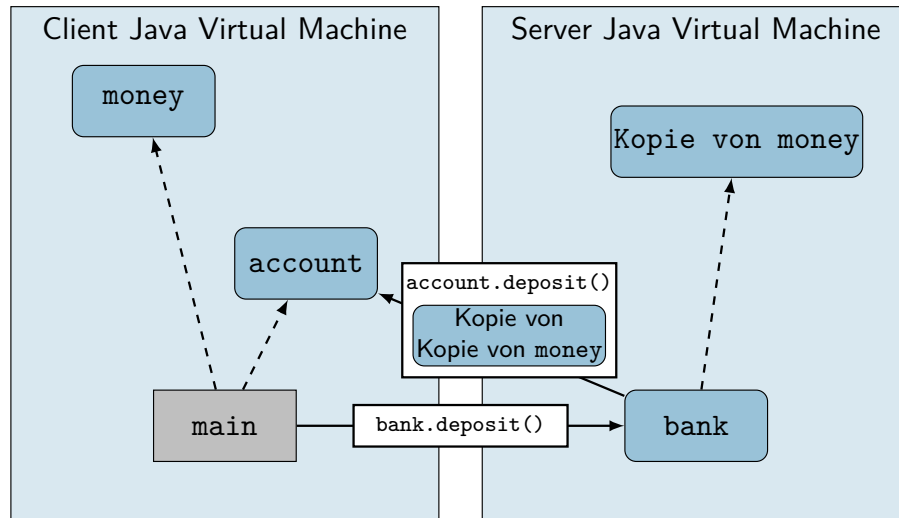 Client Java Virtual Machine
Server Java Virtual Machine
money
Kopie von money
account
account.deposit()
Kopie von
Kopie von money
main
bank.deposit()
bank